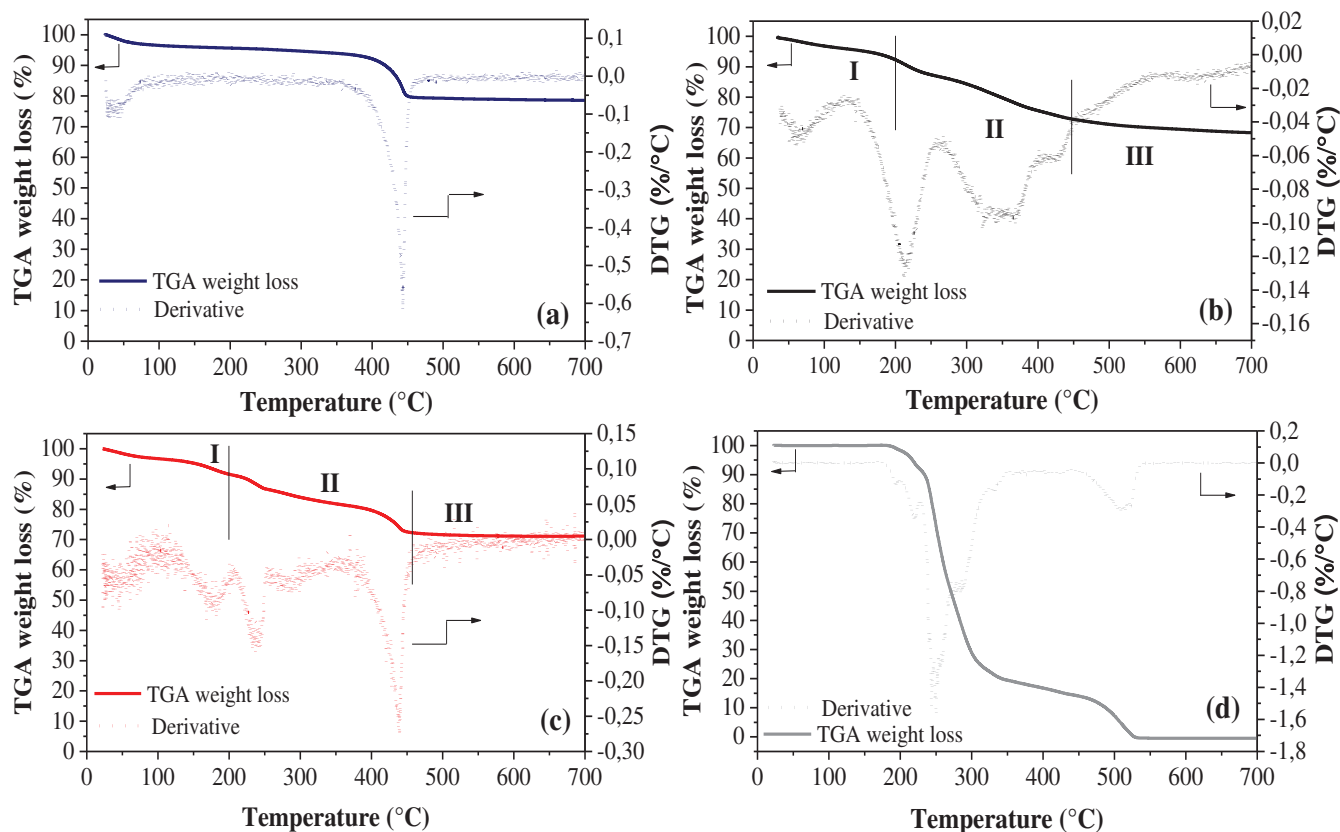 TGA weight loss (%)
100
90
80
70
60
50
40
30
20
10
0
TGA weight loss
Derivative
(a)
0,1
0,0
-0,1
-0,2
-0,3
-0,4
-0,5
-0,6
-0,7
DTG (%/°C)
0 100 200 300 400 500 600 700
Temperature (°C)
TGA weight loss (%)
100
90
80
70
60
50
40
30
20
10
0
I
II
III
TGA weight loss
Derivative
(b)
0,02
0,00
-0,02
-0,04
-0,06
-0,08
-0,10
-0,12
-0,14
-0,16
DTG (%/°C)
0 100 200 300 400 500 600 700
Temperature (°C)
TGA weight loss (%)
100
90
80
70
60
50
40
30
20
10
0
I
II
III
TGA weight loss
Derivative
(c)
0,15
0,10
0,05
0,00
-0,05
-0,10
-0,15
-0,20
-0,25
-0,30
DTG (%/°C)
0 100 200 300 400 500 600 700
Temperature (°C)
TGA weight loss (%)
100
90
80
70
60
50
40
30
20
10
0
Derivative
TGA weight loss
(d)
0,2
0,0
-0,2
-0,4
-0,6
-0,8
-1,0
-1,2
-1,4
-1,6
-1,8
DTG (%/°C)
0 100 200 300 400 500 600 700
Temperature (°C)